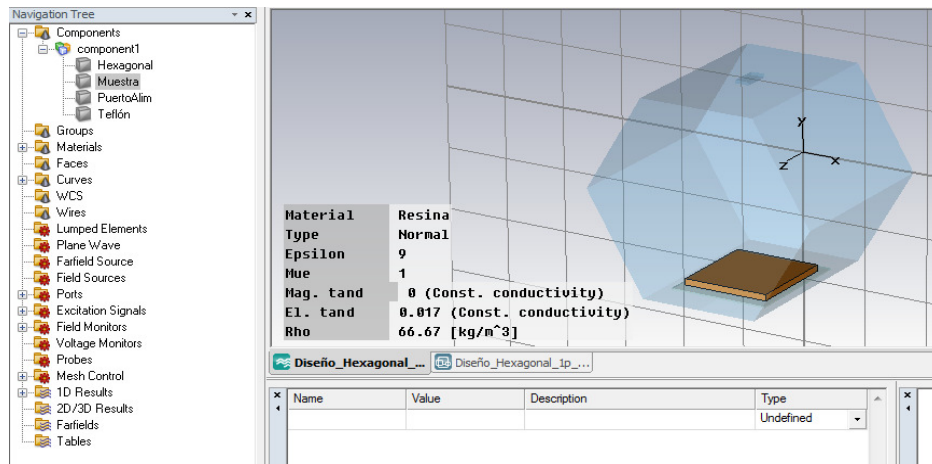 Navigation Tree
Components
component1
Hexagonal
Muestra
PuertoAlim
Teflón
Groups
Materials
Faces
Curves
WCS
Wires
Lumped Elements
Plane Wave
Farfield Source
Field Sources
Ports
Excitation Signals
Field Monitors
Voltage Monitors
Probes
Mesh Control
1D Results
2D/3D Results
Farfields
Tables
y
z x
Material Resina
Type Normal
Epsilon 9
Mue 1
Mag. tand 0 (Const. conductivity)
El. tand 0.017 (Const. conductivity)
Rho 66.67 [kg/m^3]
Diseño_Hexagonal_... Diseño_Hexagonal_1p_...
Name Value Description Type
Undefined